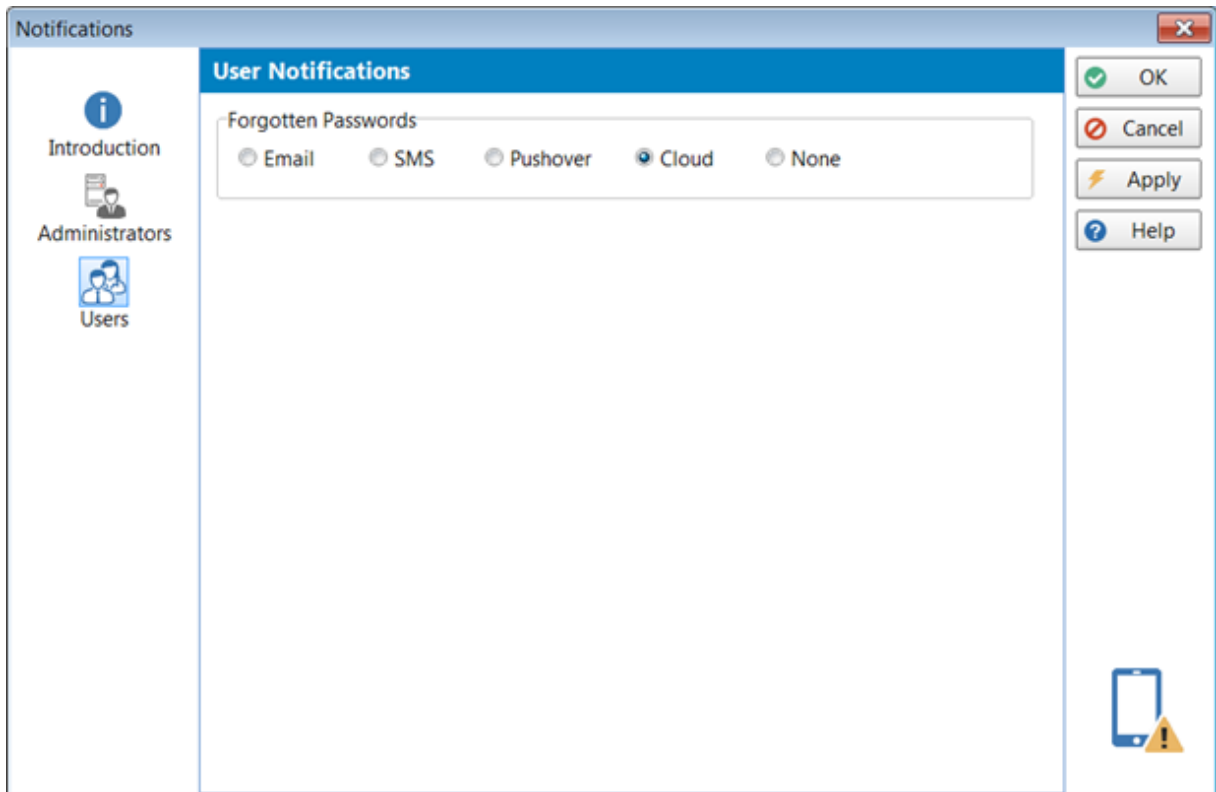 Notifications
Introduction
Administrators
Users
User Notifications
Forgotten Passwords
Email SMS Pushover Cloud None
OK
Cancel
Apply
Help